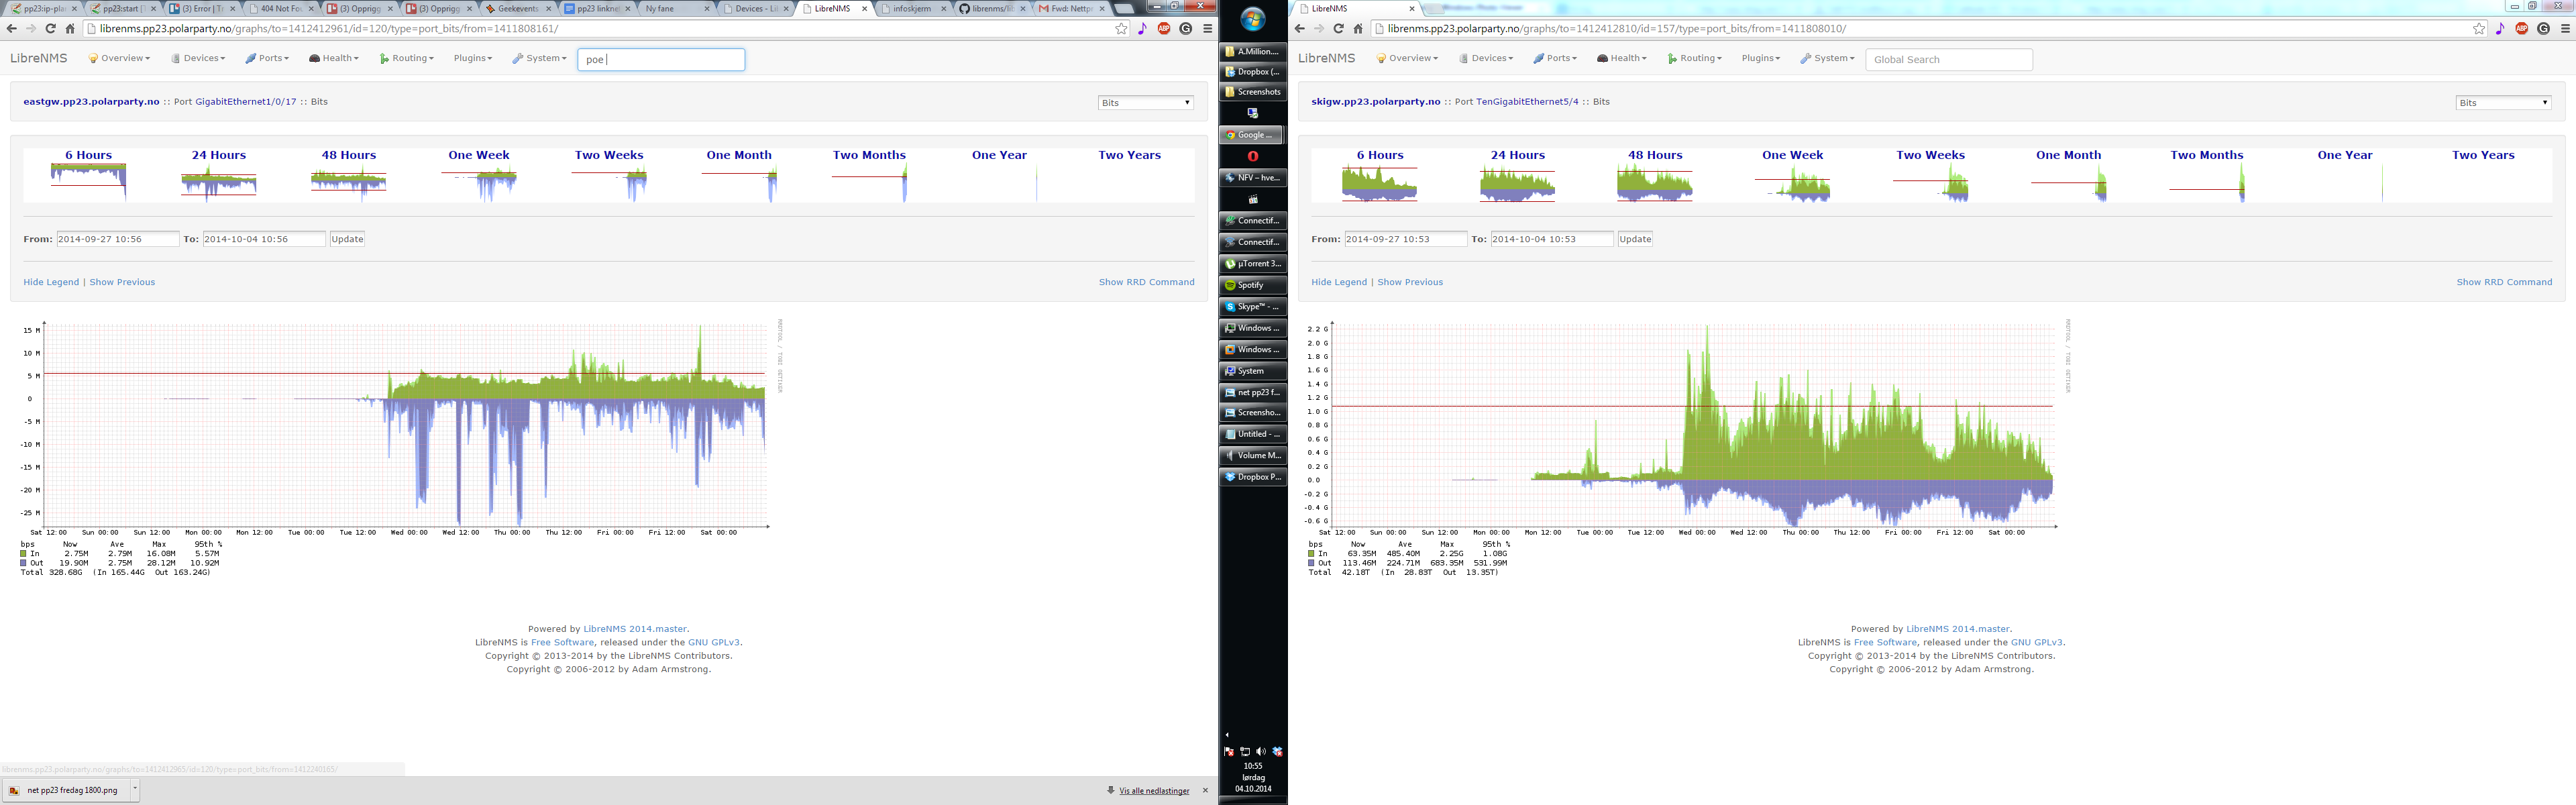 pp23:ip-pla
pp23:start [
(3) Error | Tr
404 Not Fou
(3) Opprigg
(3) Opprigg
Geekevents
pp23 linkne
Ny fane
Devices - Li
LibreNMS
infoskjerm
librenms/li
Fwd: Nettpr
librenms.pp23.polarparty.no/graphs/to=1412412961/id=120/type=port_bits/from=1411808161/
LibreNMS Overview Devices Ports Health Routing Plugins System poe
eastgw.pp23.polarparty.no :: Port GigabitEthernet1/0/17 :: Bits
Bits
6 Hours 24 Hours 48 Hours One Week Two Weeks One Month Two Months One Year Two Years
From: 2014-09-27 10:56 To: 2014-10-04 10:56 Update
Hide Legend | Show Previous
Show RRD Command
RRDTOOL / TOBI OETIKER
15 M
10 M
5 M
0
-5 M
-10 M
-15 M
-20 M
-25 M
Sat 12:00 Sun 00:00 Sun 12:00 Mon 00:00 Mon 12:00 Tue 00:00 Tue 12:00 Wed 00:00 Wed 12:00 Thu 00:00 Thu 12:00 Fri 00:00 Fri 12:00 Sat 00:00
bps Now Ave Max 95th %
In 2.75M 2.79M 16.08M 5.57M
Out 19.90M 2.75M 28.12M 10.92M
Total 328.68G (In 165.44G Out 163.24G)
Powered by LibreNMS 2014.master.
LibreNMS is Free Software, released under the GNU GPLv3.
Copyright © 2013-2014 by the LibreNMS Contributors.
Copyright © 2006-2012 by Adam Armstrong.
librenms.pp23.polarparty.no/graphs/to=1412412965/id=120/type=port_bits/from=1412240165/
net pp23 fredag 1800.png
Vis alle nedlastinger
A.Million....
Dropbox (...
Screenshots
Google ...
NFV – hve...
Connectif...
Connectif...
µTorrent 3...
Spotify
Skype™ - ...
Windows ...
Windows ...
System
net pp23 f...
Screensho...
Untitled - ...
Volume M...
Dropbox P...
10:55
lørdag
04.10.2014
LibreNMS
librenms.pp23.polarparty.no/graphs/to=1412412810/id=157/type=port_bits/from=1411808010/
LibreNMS Overview Devices Ports Health Routing Plugins System Global Search
skigw.pp23.polarparty.no :: Port TenGigabitEthernet5/4 :: Bits
Bits
6 Hours 24 Hours 48 Hours One Week Two Weeks One Month Two Months One Year Two Years
From: 2014-09-27 10:53 To: 2014-10-04 10:53 Update
Hide Legend | Show Previous
Show RRD Command
RRDTOOL / TOBI OETIKER
2.2 G
2.0 G
1.8 G
1.6 G
1.4 G
1.2 G
1.0 G
0.8 G
0.6 G
0.4 G
0.2 G
0.0
-0.2 G
-0.4 G
-0.6 G
Sat 12:00 Sun 00:00 Sun 12:00 Mon 00:00 Mon 12:00 Tue 00:00 Tue 12:00 Wed 00:00 Wed 12:00 Thu 00:00 Thu 12:00 Fri 00:00 Fri 12:00 Sat 00:00
bps Now Ave Max 95th %
In 63.35M 485.40M 2.25G 1.08G
Out 113.46M 224.71M 683.35M 531.99M
Total 42.18T (In 28.83T Out 13.35T)
Powered by LibreNMS 2014.master.
LibreNMS is Free Software, released under the GNU GPLv3.
Copyright © 2013-2014 by the LibreNMS Contributors.
Copyright © 2006-2012 by Adam Armstrong.